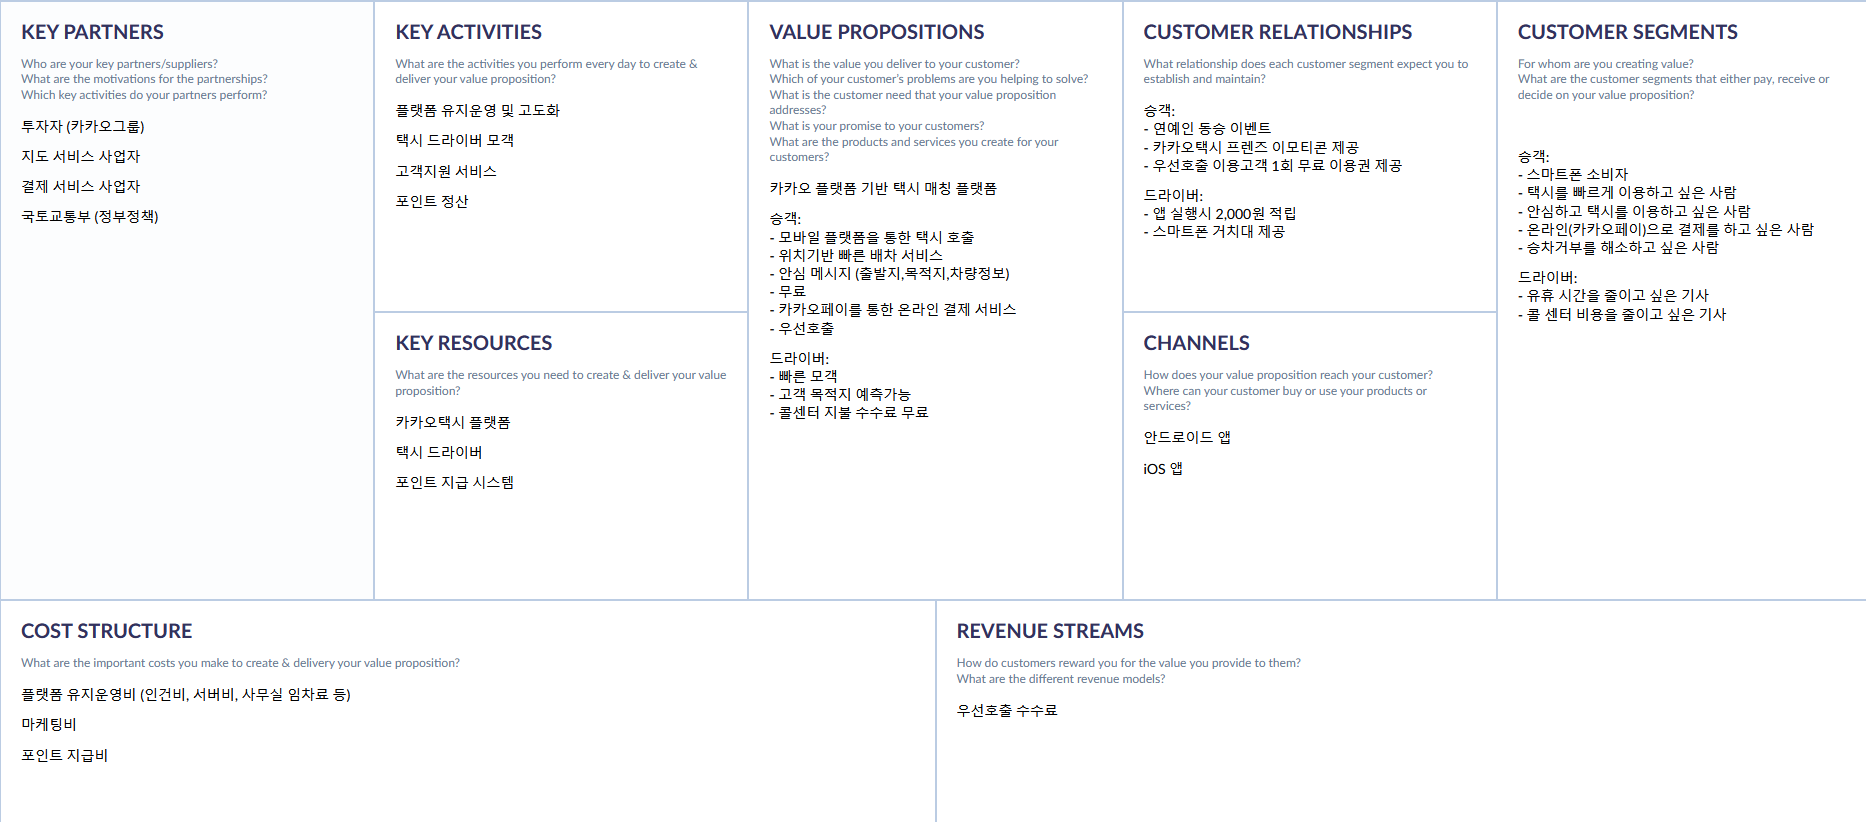 KEY PARTNERS
Who are your key partners/suppliers?
What are the motivations for the partnerships?
Which key activities do your partners perform?
투자자 (카카오그룹)
지도 서비스 사업자
결제 서비스 사업자
국토교통부 (정부정책)
KEY ACTIVITIES
What are the activities you perform every day to create &
deliver your value proposition?
플랫폼 유지운영 및 고도화
택시 드라이버 모객
고객지원 서비스
포인트 정산
KEY RESOURCES
What are the resources you need to create & deliver your value
proposition?
카카오택시 플랫폼
택시 드라이버
포인트 지급 시스템
VALUE PROPOSITIONS
What is the value you deliver to your customer?
Which of your customer's problems are you helping to solve?
What is the customer need that your value proposition
addresses?
What is your promise to your customers?
What are the products and services you create for your
customers?
카카오 플랫폼 기반 택시 매칭 플랫폼
승객:
- 모바일 플랫폼을 통한 택시 호출
- 위치기반 빠른 배차 서비스
- 안심 메시지 (출발지,목적지,차량정보)
- 무료
- 카카오페이를 통한 온라인 결제 서비스
- 우선호출
드라이버:
- 빠른 모객
- 고객 목적지 예측가능
- 콜센터 지불 수수료 무료
CUSTOMER RELATIONSHIPS
What relationship does each customer segment expect you to
establish and maintain?
승객:
- 연예인 동승 이벤트
- 카카오택시 프렌즈 이모티콘 제공
- 우선호출 이용고객 1회 무료 이용권 제공
드라이버:
- 앱 실행시 2,000원 적립
- 스마트폰 거치대 제공
CHANNELS
How does your value proposition reach your customer?
Where can your customer buy or use your products or
services?
안드로이드 앱
iOS 앱
CUSTOMER SEGMENTS
For whom are you creating value?
What are the customer segments that either pay, receive or
decide on your value proposition?
승객:
- 스마트폰 소비자
- 택시를 빠르게 이용하고 싶은 사람
- 안심하고 택시를 이용하고 싶은 사람
- 온라인(카카오페이)으로 결제를 하고 싶은 사람
- 승차거부를 해소하고 싶은 사람
드라이버:
- 유휴 시간을 줄이고 싶은 기사
- 콜 센터 비용을 줄이고 싶은 기사
COST STRUCTURE
What are the important costs you make to create & delivery your value proposition?
플랫폼 유지운영비 (인건비, 서버비, 사무실 임차료 등)
마케팅비
포인트 지급비
REVENUE STREAMS
How do customers reward you for the value you provide to them?
What are the different revenue models?
우선호출 수수료